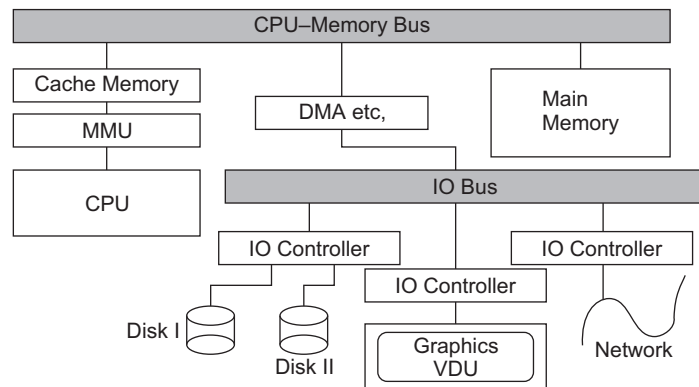 CPU–Memory Bus
Cache Memory
MMU
CPU
DMA etc,
Main
Memory
IO Bus
IO Controller
IO Controller
IO Controller
Disk I
Disk II
Graphics
VDU
Network